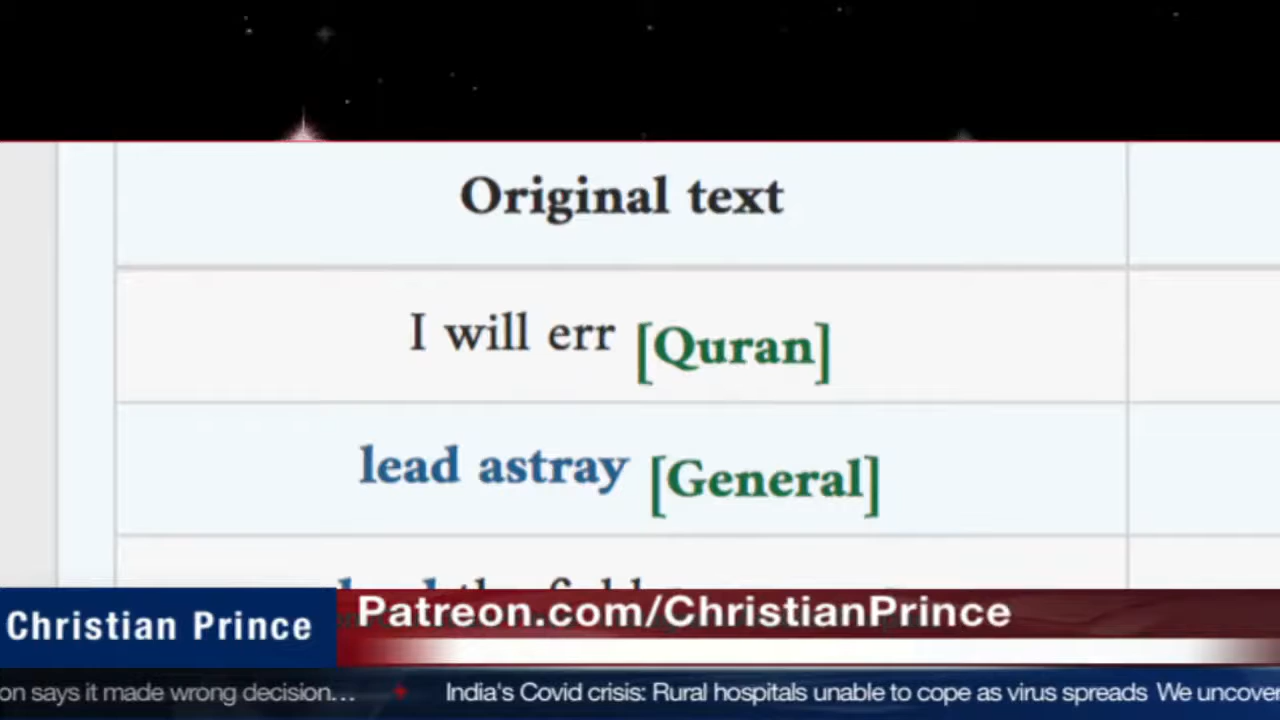 Original text
I will err [Quran]
lead astray [General]
Christian Prince
Patreon.com/ChristianPrince
on says it made wrong decision...
India's Covid crisis: Rural hospitals unable to cope as virus spreads We uncover